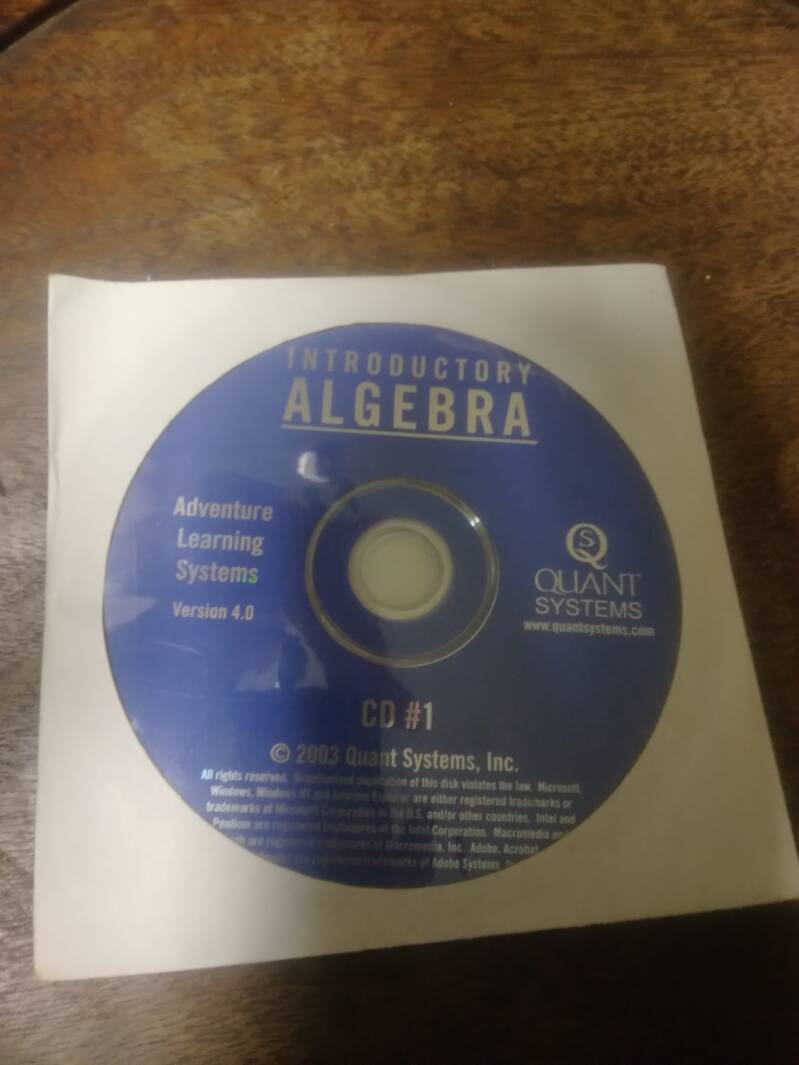 INTRODUCTORY
ALGEBRA
Adventure
Learning
Systems
Version 4.0
QS
QUANT
SYSTEMS
www.quantsystems.com
CD #1
© 2003 Quant Systems, Inc.
All rights reserved. Unauthorized duplication of this disk violates the law. Microsoft,
Windows, Windows NT and Internet Explorer are either registered trademarks or
trademarks of Microsoft Corporation in the U.S. and/or other countries. Intel and
Pentium are registered trademarks of the Intel Corporation. Macromedia and
are registered trademarks of Macromedia, Inc. Adobe, Acrobat
are registered trademarks of Adobe Systems